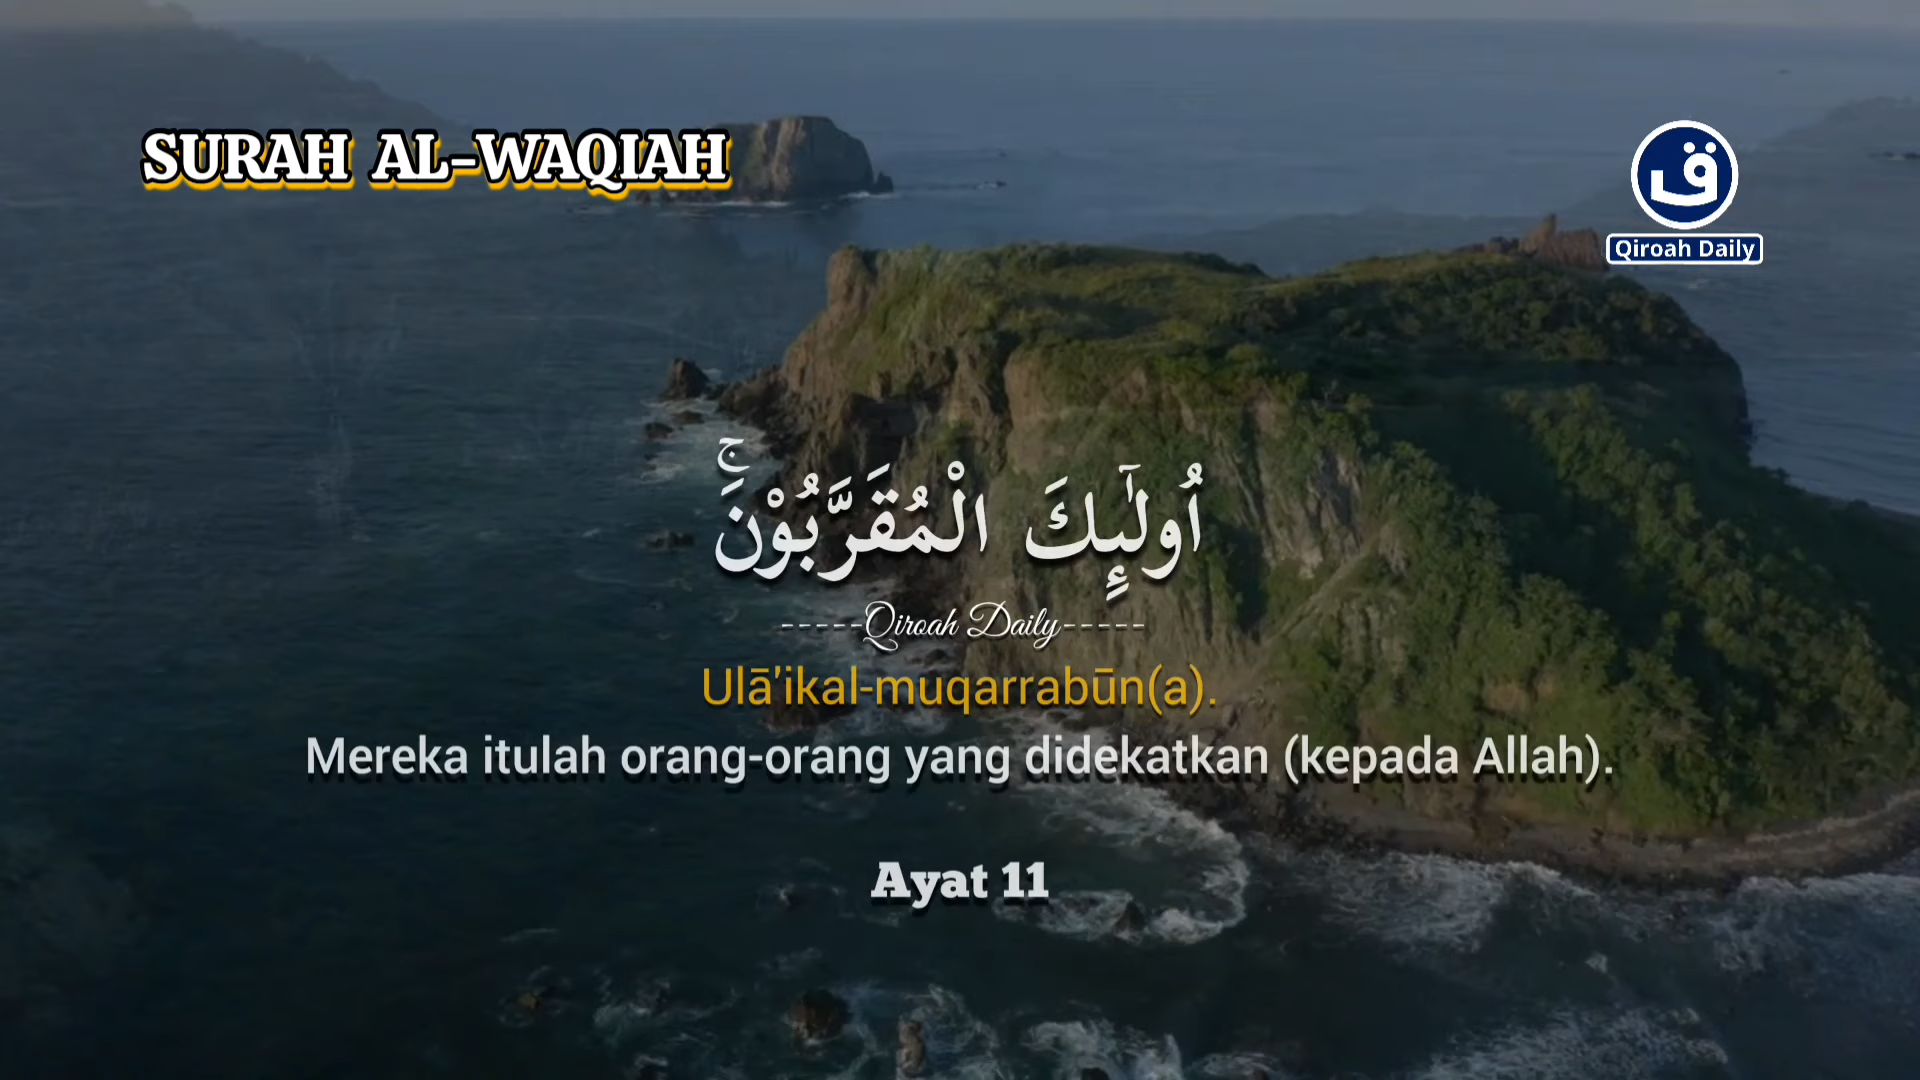 SURAH AL-WAQIAH
ق
Qiroah Daily
اُولٰۤىِٕكَ الْمُقَرَّبُوْنَۚ
-----Qiroah Daily-----
Ulā'ikal-muqarrabūn(a).
Mereka itulah orang-orang yang didekatkan (kepada Allah).
Ayat 11